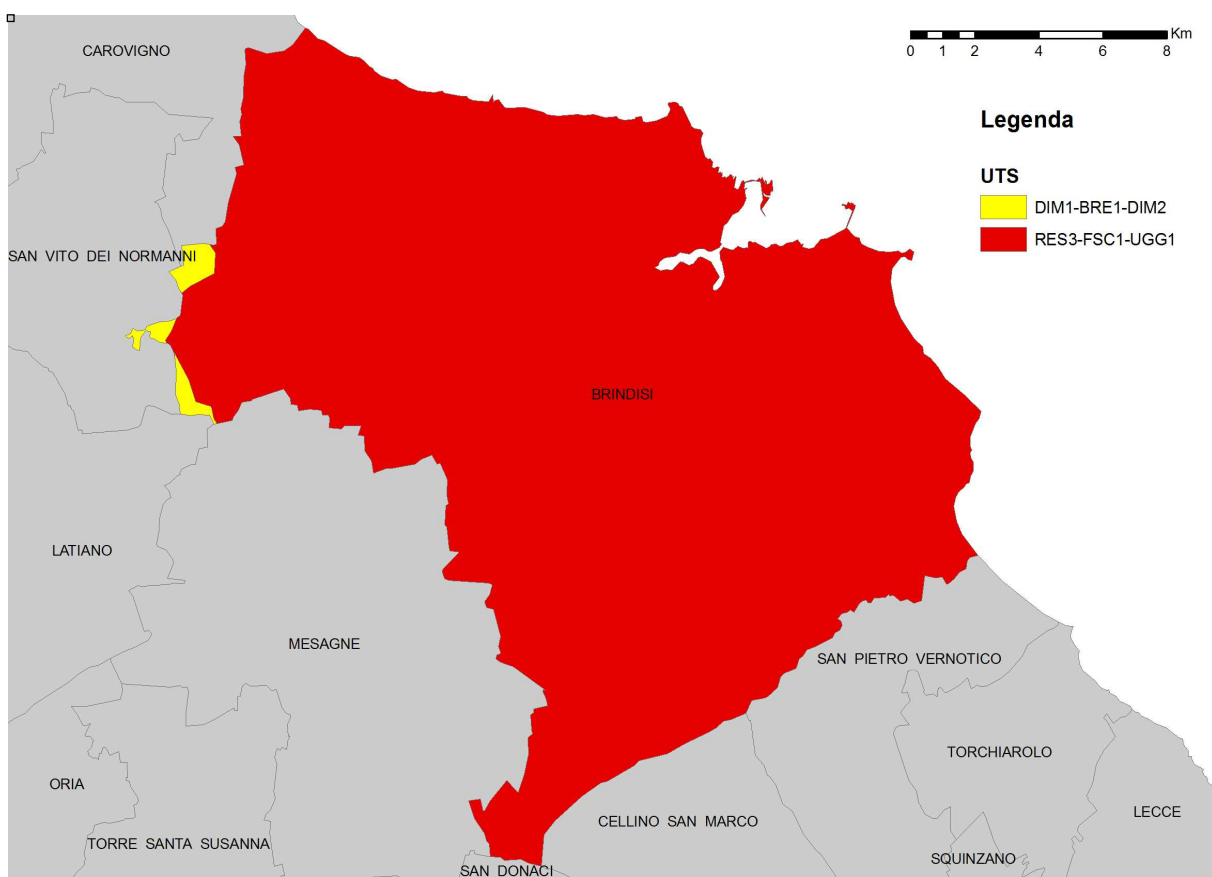 CAROVIGNO
Km
0 1 2 4 6 8
Legenda
UTS
DIM1-BRE1-DIM2
RES3-FSC1-UGG1
SAN VITO DEI NORMANNI
BRINDISI
LATIANO
MESAGNE
SAN PIETRO VERNOTICO
TORCHIAROLO
ORIA
LECCE
CELLINO SAN MARCO
TORRE SANTA SUSANNA
SQUINZANO
SAN DONACI